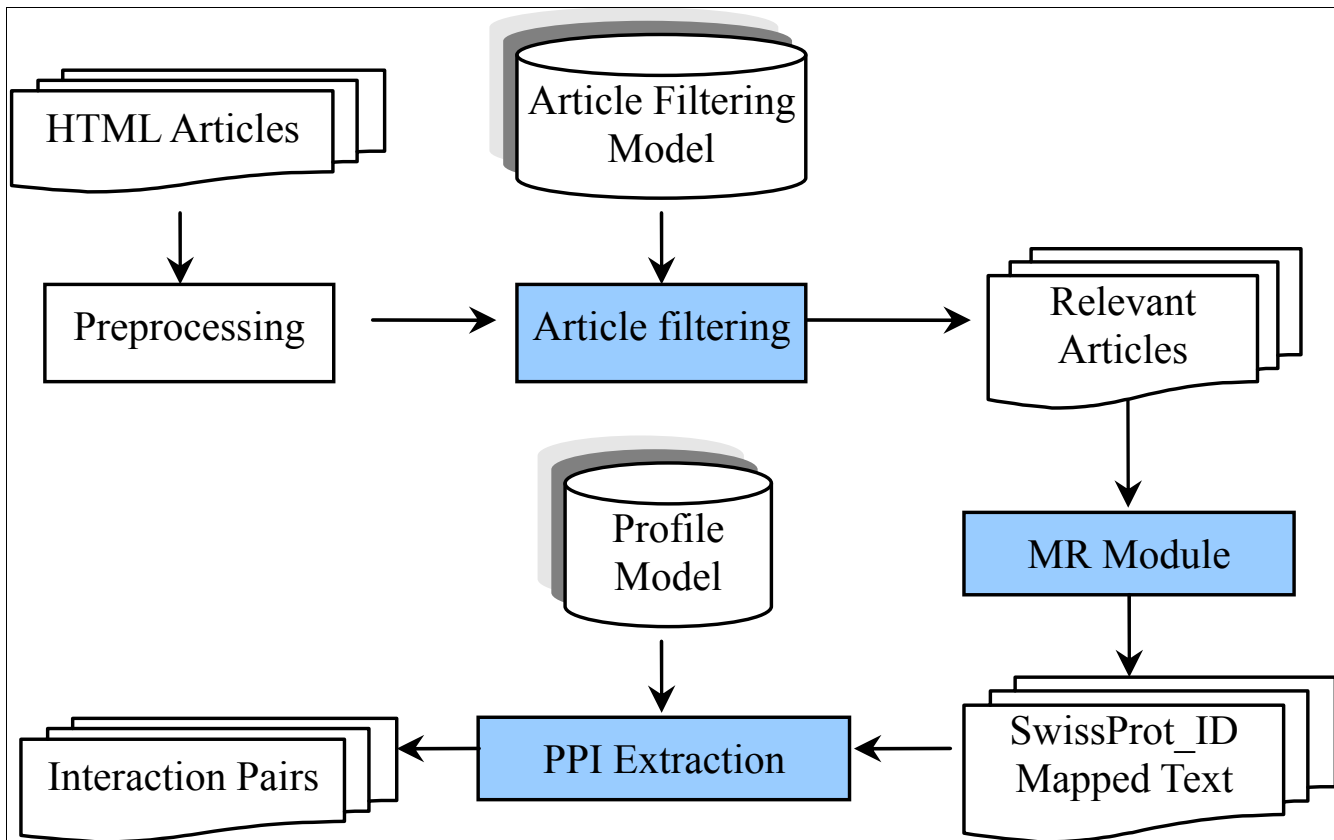 HTML Articles
Article Filtering
Model
Preprocessing
Article filtering
Relevant
Articles
Profile
Model
MR Module
Interaction Pairs
PPI Extraction
SwissProt_ID
Mapped Text